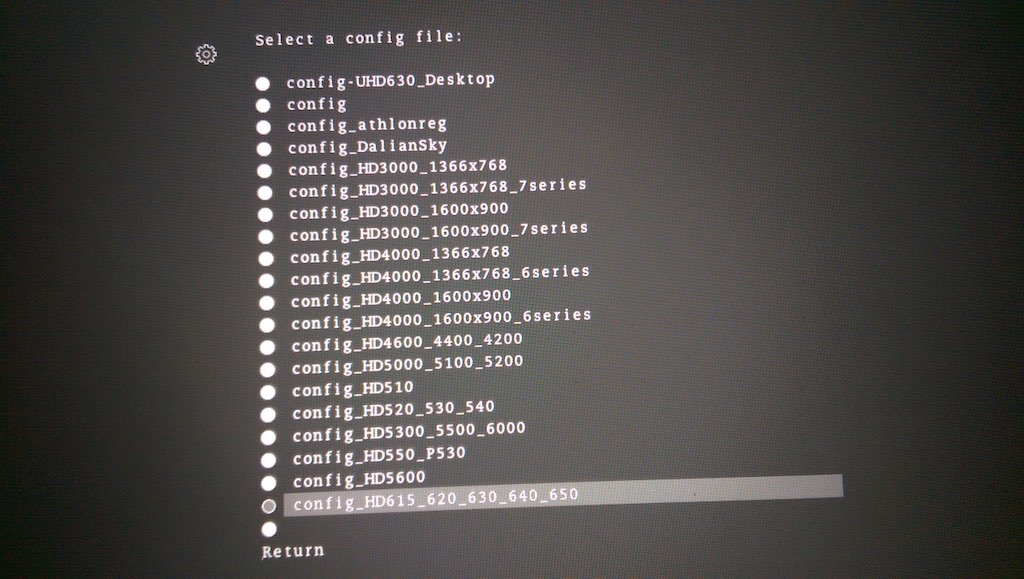 Select a config file:
config-UHD630_Desktop
config
config_athlonreg
config_DalianSky
config_HD3000_1366x768
config_HD3000_1366x768_7series
config_HD3000_1600x900
config_HD3000_1600x900_7series
config_HD4000_1366x768
config_HD4000_1366x768_6series
config_HD4000_1600x900
config_HD4000_1600x900_6series
config_HD4600_4400_4200
config_HD5000_5100_5200
config_HD510
config_HD520_530_540
config_HD5300_5500_6000
config_HD550_P530
config_HD5600
config_HD615_620_630_640_650
Return